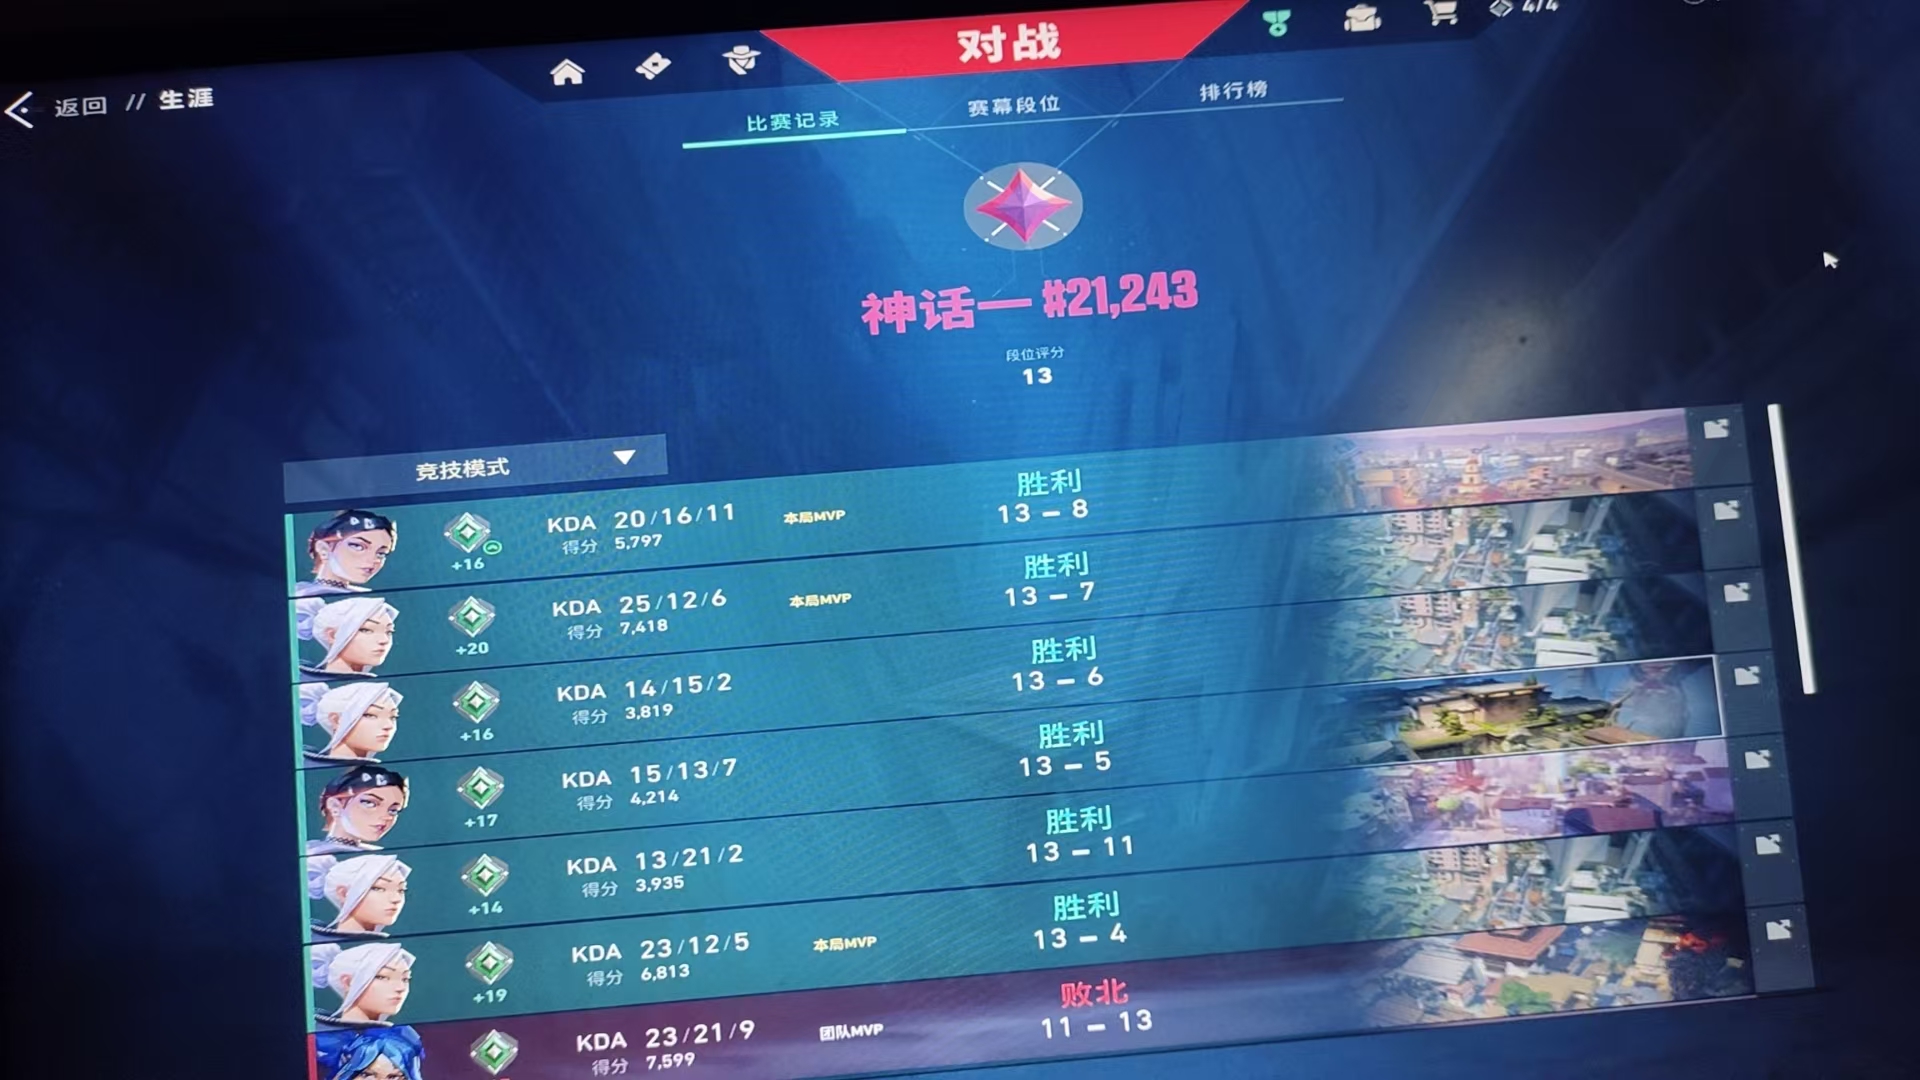 对战
4/4
返回 // 生涯
比赛记录
赛幕段位
排行榜
神话一 #21,243
段位评分
13
竞技模式
+16
KDA 20/16/11
得分 5,797
本局MVP
胜利
13 – 8
+20
KDA 25/12/6
得分 7,418
本局MVP
胜利
13 – 7
+16
KDA 14/15/2
得分 3,819
胜利
13 – 6
+17
KDA 15/13/7
得分 4,214
胜利
13 – 5
+14
KDA 13/21/2
得分 3,935
胜利
13 – 11
+19
KDA 23/12/5
得分 6,813
本局MVP
胜利
13 – 4
KDA 23/21/9
得分 7,599
团队MVP
败北
11 – 13